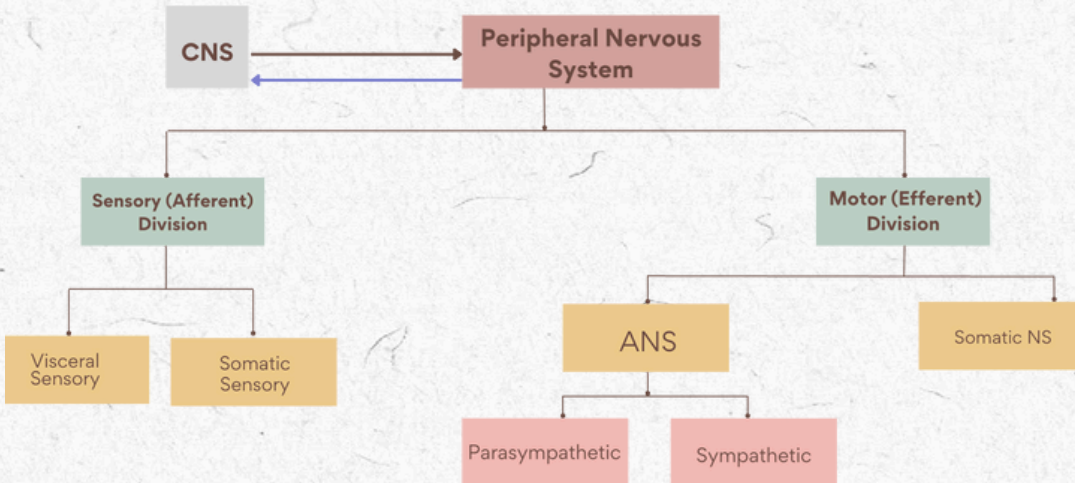 CNS
Peripheral Nervous
System
Sensory (Afferent)
Division
Motor (Efferent)
Division
Visceral
Sensory
Somatic
Sensory
ANS
Somatic NS
Parasympathetic
Sympathetic